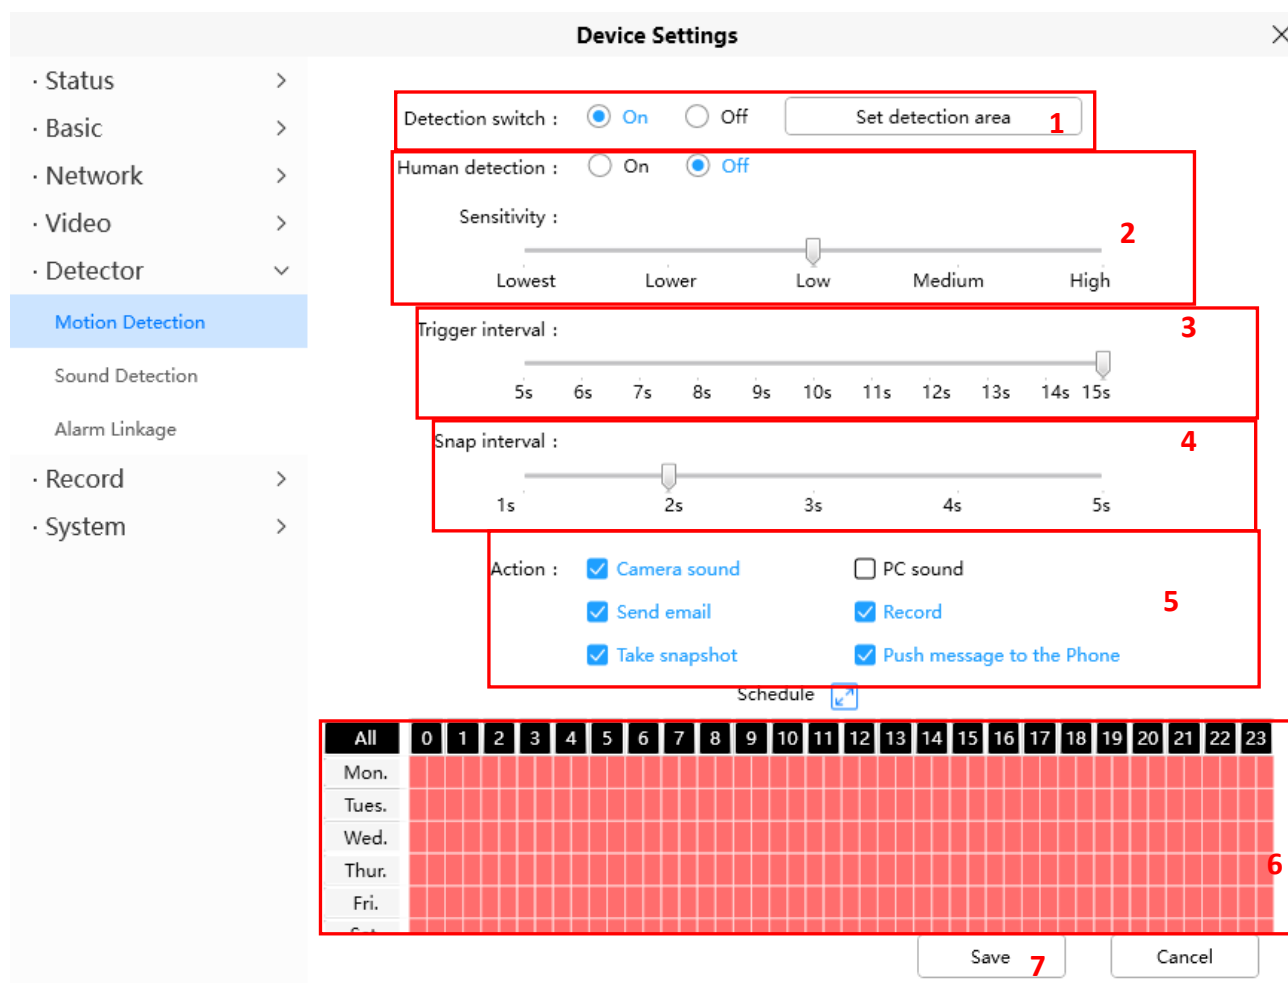 Device Settings
· Status
· Basic
· Network
· Video
· Detector
Motion Detection
Sound Detection
Alarm Linkage
· Record
· System
Detection switch : On Off Set detection area 1
Human detection : On Off
Sensitivity : 2
Lowest Lower Low Medium High
Trigger interval : 3
5s 6s 7s 8s 9s 10s 11s 12s 13s 14s 15s
Snap interval : 4
1s 2s 3s 4s 5s
Action : Camera sound PC sound
Send email Record 5
Take snapshot Push message to the Phone
Schedule
All 0 1 2 3 4 5 6 7 8 9 10 11 12 13 14 15 16 17 18 19 20 21 22 23
Mon.
Tues.
Wed.
Thur. 6
Fri.
Save 7 Cancel